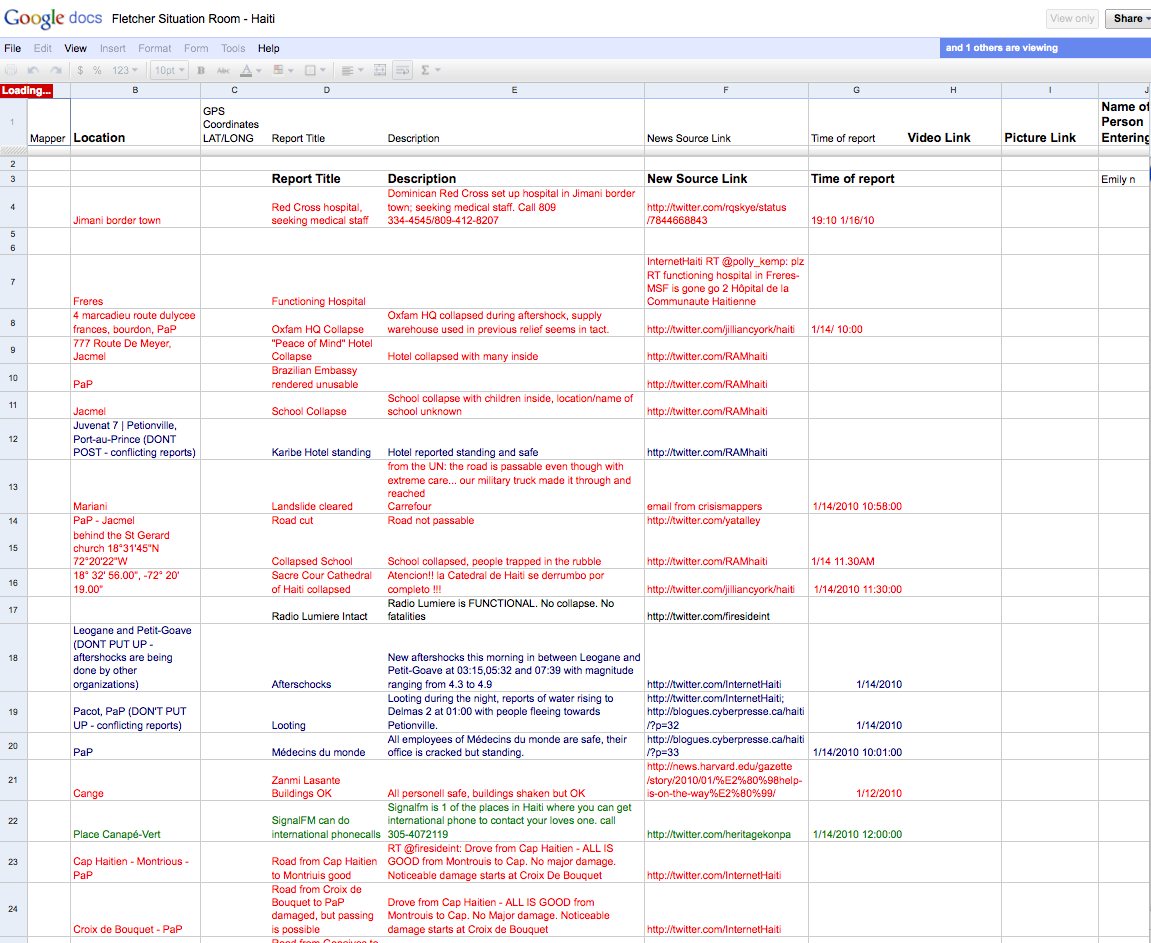 Google docs Fletcher Situation Room - Haiti
View only Share
File Edit View Insert Format Form Tools Help
and 1 others are viewing
$ % 123 10pt B Abc A Σ
Loading...
B C D E F G H I J
1
Mapper
Location
GPS
Coordinates
LAT/LONG
Report Title
Description
News Source Link
Time of report
Video Link
Picture Link
Name of
Person
Entering
2
3
Report Title
Description
New Source Link
Time of report
Emily n
4
Jimani border town
Red Cross hospital,
seeking medical staff
Dominican Red Cross set up hospital in Jimani border
town; seeking medical staff. Call 809
334-4545/809-412-8207
http://twitter.com/rqskye/status
/7844668843
19:10 1/16/10
5
6
7
Freres
Functioning Hospital
InternetHaiti RT @polly_kemp: plz
RT functioning hospital in Freres-
MSF is gone go 2 Hôpital de la
Communaute Haitienne
8
4 marcadieu route dulycee
frances, bourdon, PaP
Oxfam HQ Collapse
Oxfam HQ collapsed during aftershock, supply
warehouse used in previous relief seems in tact.
http://twitter.com/jilliancyork/haiti
1/14/ 10:00
9
777 Route De Meyer,
Jacmel
"Peace of Mind" Hotel
Collapse
Hotel collapsed with many inside
http://twitter.com/RAMhaiti
10
PaP
Brazilian Embassy
rendered unusable
http://twitter.com/RAMhaiti
11
Jacmel
School Collapse
School collapse with children inside, location/name of
school unknown
http://twitter.com/RAMhaiti
12
Juvenat 7 | Petionville,
Port-au-Prince (DONT
POST - conflicting reports)
Karibe Hotel standing
Hotel reported standing and safe
http://twitter.com/RAMhaiti
13
Mariani
Landslide cleared
from the UN: the road is passable even though with
extreme care... our military truck made it through and
reached
Carrefour
email from crisismappers
1/14/2010 10:58:00
14
PaP - Jacmel
Road cut
Road not passable
http://twitter.com/yatalley
15
behind the St Gerard
church 18°31'45"N
72°20'22"W
Collapsed School
School collapsed, people trapped in the rubble
http://twitter.com/RAMhaiti
1/14 11.30AM
16
18° 32' 56.00", -72° 20'
19.00"
Sacre Cour Cathedral
of Haiti collapsed
Atencion!! la Catedral de Haiti se derrumbo por
completo !!!
http://twitter.com/jilliancyork/haiti
1/14/2010 11:30:00
17
Radio Lumiere Intact
Radio Lumiere is FUNCTIONAL. No collapse. No
fatalities
http://twitter.com/firesideint
18
Leogane and Petit-Goave
(DONT PUT UP -
aftershocks are being
done by other
organizations)
Afterschocks
New aftershocks this morning in between Leogane and
Petit-Goave at 03:15,05:32 and 07:39 with magnitude
ranging from 4.3 to 4.9
http://twitter.com/InternetHaiti
1/14/2010
19
Pacot, PaP (DON'T PUT
UP - conflicting reports)
Looting
Looting during the night, reports of water rising to
Delmas 2 at 01:00 with people fleeing towards
Petionville.
http://twitter.com/InternetHaiti;
http://blogues.cyberpresse.ca/haiti
/?p=32
1/14/2010
20
PaP
Médecins du monde
All employees of Médecins du monde are safe, their
office is cracked but standing.
http://blogues.cyberpresse.ca/haiti
/?p=33
1/14/2010 10:01:00
21
Cange
Zanmi Lasante
Buildings OK
All personell safe, buildings shaken but OK
http://news.harvard.edu/gazette
/story/2010/01/%E2%80%98help-
is-on-the-way%E2%80%99/
1/12/2010
22
Place Canapé-Vert
SignalFM can do
international phonecalls
Signalfm is 1 of the places in Haiti where you can get
international phone to contact your loves one. call
305-4072119
http://twitter.com/heritagekonpa
1/14/2010 12:00:00
23
Cap Haitien - Montrious -
PaP
Road from Cap Haitien
to Montriuis good
RT @firesideint: Drove from Cap Haitien - ALL IS
GOOD from Montrouis to Cap. No major damage.
Noticeable damage starts at Croix De Bouquet
http://twitter.com/InternetHaiti
24
Croix de Bouquet - PaP
Road from Croix de
Bouquet to PaP
damaged, but passing
is possible
Drove from Cap Haitien - ALL IS GOOD from
Montrouis to Cap. No Major damage. Noticeable
damage starts at Croix de Bouquet
http://twitter.com/InternetHaiti